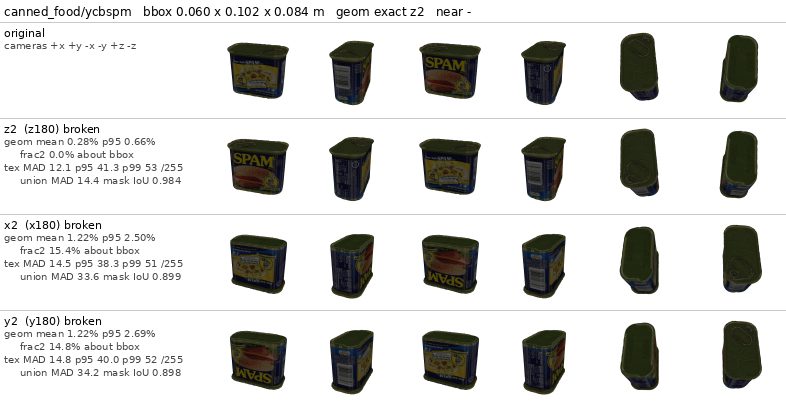 canned_food/ycbspm   bbox 0.060 x 0.102 x 0.084 m   geom exact z2   near -
original
cameras +x +y -x -y +z -z
SPAM
z2  (z180) broken
geom mean 0.28% p95 0.66%
frac2 0.0% about bbox
tex MAD 12.1 p95 41.3 p99 53 /255
union MAD 14.4 mask IoU 0.984
SPAM
x2  (x180) broken
geom mean 1.22% p95 2.50%
frac2 15.4% about bbox
tex MAD 14.5 p95 38.3 p99 51 /255
union MAD 33.6 mask IoU 0.899
SPAM
y2  (y180) broken
geom mean 1.22% p95 2.69%
frac2 14.8% about bbox
tex MAD 14.8 p95 40.0 p99 52 /255
union MAD 34.2 mask IoU 0.898
SPAM